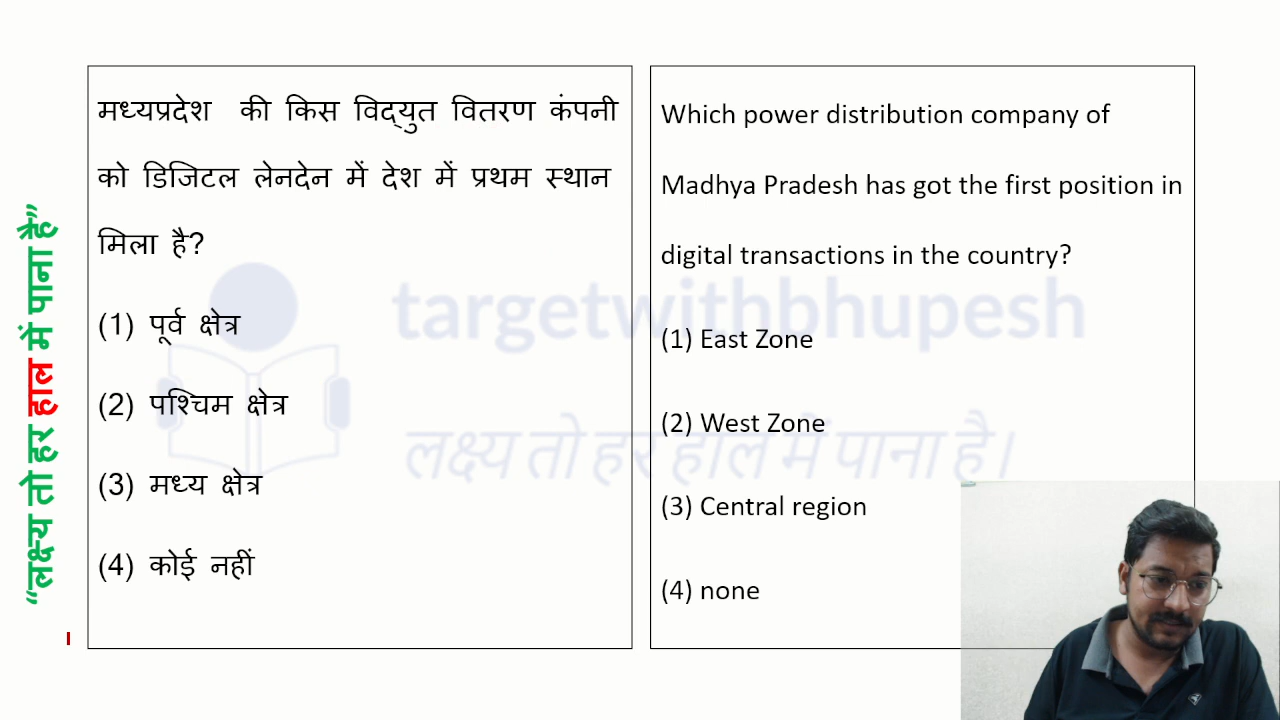 “लक्ष्य तो हर हाल में पाना है”
मध्यप्रदेश की किस विद्युत वितरण कंपनी
को डिजिटल लेनदेन में देश में प्रथम स्थान
मिला है?
(1) पूर्व क्षेत्र
(2) पश्चिम क्षेत्र
(3) मध्य क्षेत्र
(4) कोई नहीं
Which power distribution company of
Madhya Pradesh has got the first position in
digital transactions in the country?
(1) East Zone
(2) West Zone
(3) Central region
(4) none
targetwithbhupesh
लक्ष्य तो हर हाल में पाना है।